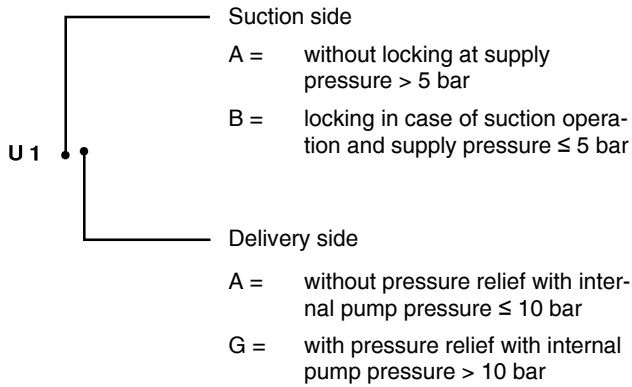 Suction side
A = without locking at supply
pressure > 5 bar
B = locking in case of suction opera-
tion and supply pressure ≤ 5 bar
U 1
Delivery side
A = without pressure relief with inter-
nal pump pressure ≤ 10 bar
G = with pressure relief with internal
pump pressure > 10 bar